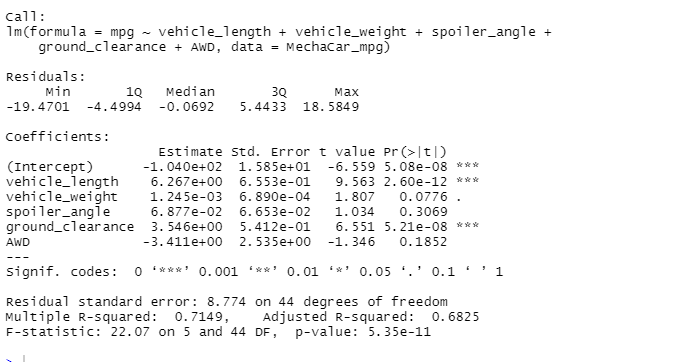 Call:
lm(formula = mpg ~ vehicle_length + vehicle_weight + spoiler_angle +
    ground_clearance + AWD, data = MechaCar_mpg)
Residuals:
     Min       1Q   Median       3Q      Max
-19.4701  -4.4994  -0.0692   5.4433  18.5849
Coefficients:
                   Estimate Std. Error t value Pr(>|t|)
(Intercept)      -1.040e+02  1.585e+01  -6.559 5.08e-08 ***
vehicle_length    6.267e+00  6.553e-01   9.563 2.60e-12 ***
vehicle_weight    1.245e-03  6.890e-04   1.807   0.0776 .
spoiler_angle     6.877e-02  6.653e-02   1.034   0.3069
ground_clearance  3.546e+00  5.412e-01   6.551 5.21e-08 ***
AWD              -3.411e+00  2.535e+00  -1.346   0.1852
---
Signif. codes:  0 ‘***’ 0.001 ‘**’ 0.01 ‘*’ 0.05 ‘.’ 0.1 ‘ ’ 1
Residual standard error: 8.774 on 44 degrees of freedom
Multiple R-squared:  0.7149,    Adjusted R-squared:  0.6825
F-statistic: 22.07 on 5 and 44 DF,  p-value: 5.35e-11